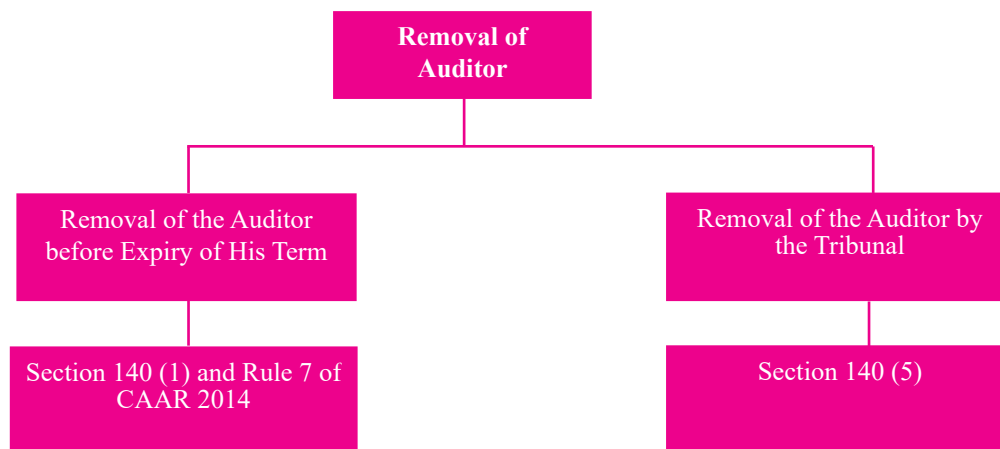 Removal of
Auditor
Removal of the Auditor
before Expiry of His Term
Removal of the Auditor by
the Tribunal
Section 140 (1) and Rule 7 of
CAAR 2014
Section 140 (5)